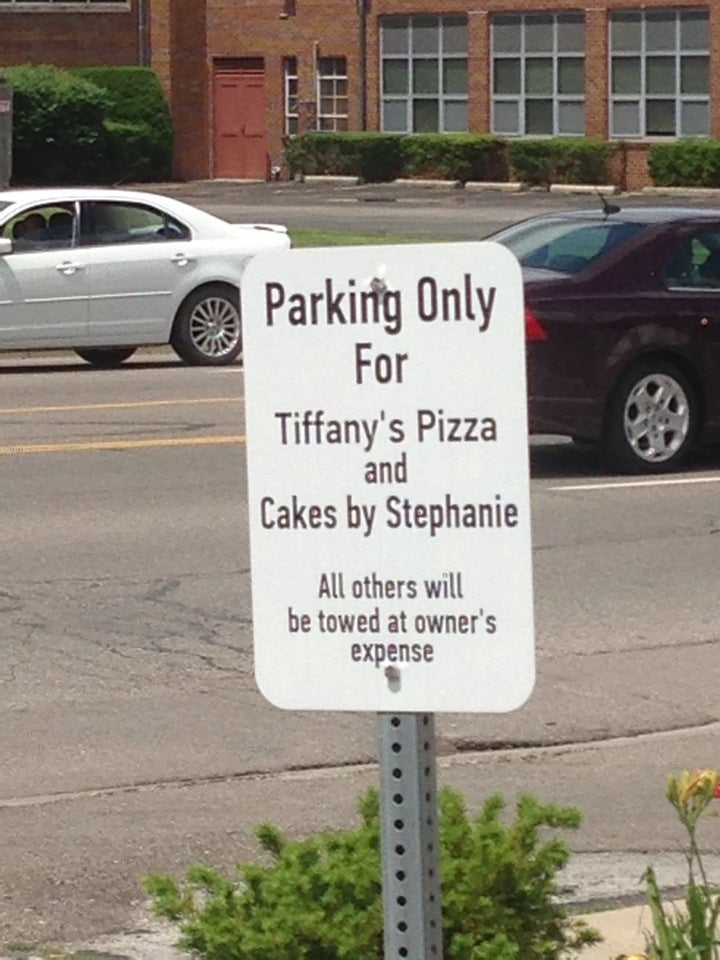 Parking Only
For
Tiffany's Pizza
and
Cakes by Stephanie
All others will
be towed at owner's
expense